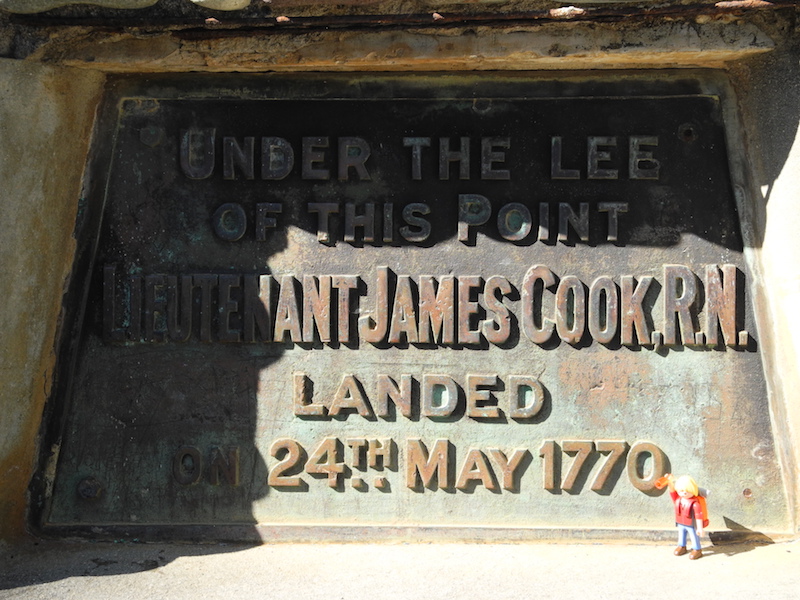 UNDER THE LEE
OF THIS POINT
LIEUTENANT JAMES COOK, R.N.
LANDED
ON 24TH MAY 1770